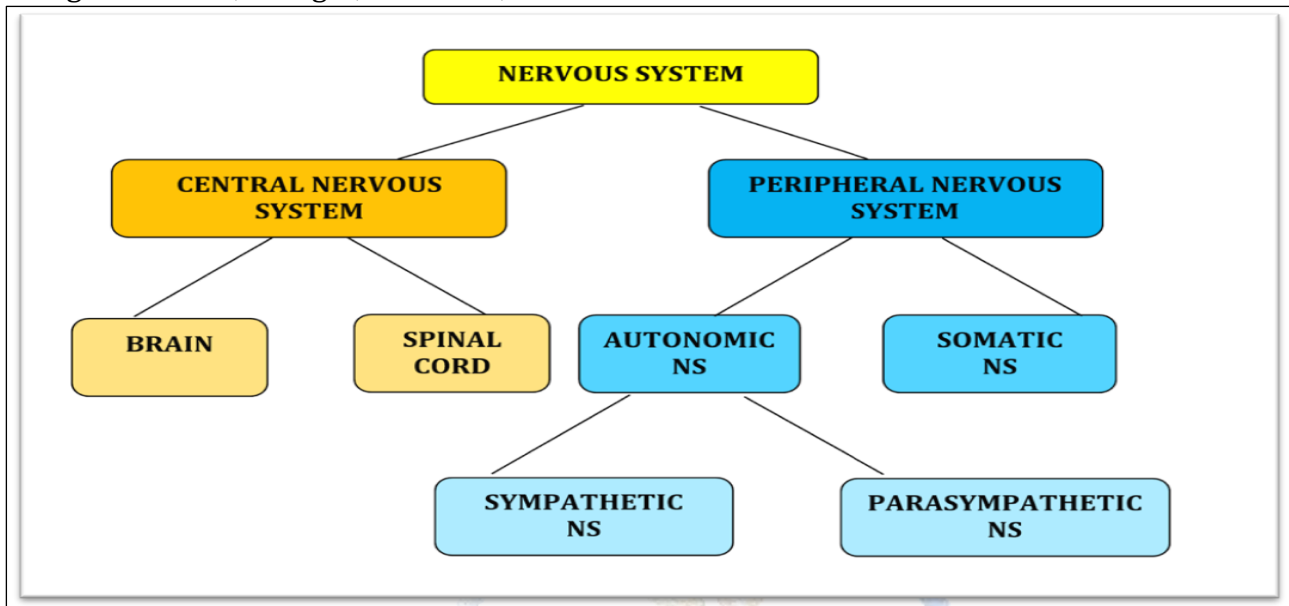 NERVOUS SYSTEM
CENTRAL NERVOUS
SYSTEM
PERIPHERAL NERVOUS
SYSTEM
BRAIN
SPINAL
CORD
AUTONOMIC
NS
SOMATIC
NS
SYMPATHETIC
NS
PARASYMPATHETIC
NS